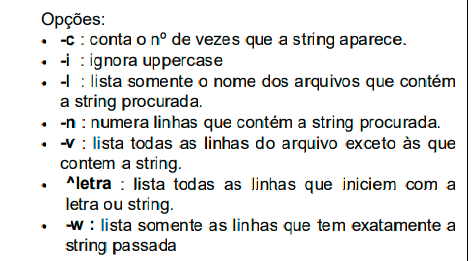 Opções:
• -c : conta o nº de vezes que a string aparece.
• -i : ignora uppercase
• -l : lista somente o nome dos arquivos que contém
a string procurada.
• -n : numera linhas que contém a string procurada.
• -v : lista todas as linhas do arquivo exceto às que
contem a string.
• ^letra : lista todas as linhas que iniciem com a
letra ou string.
• -w : lista somente as linhas que tem exatamente a
string passada